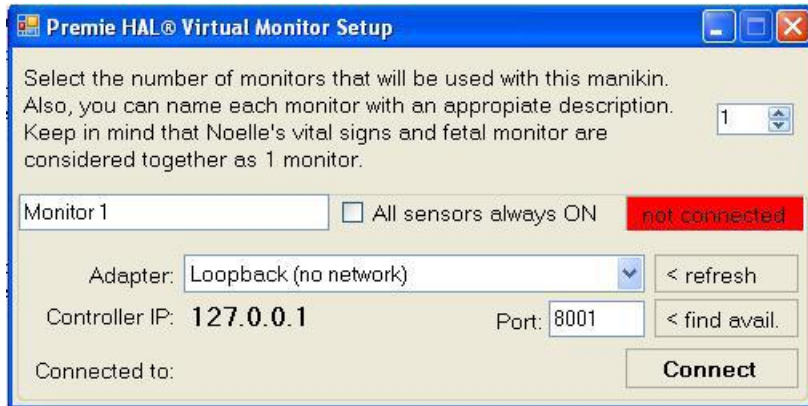 Premie HAL® Virtual Monitor Setup
Select the number of monitors that will be used with this manikin.
Also, you can name each monitor with an appropiate description.
Keep in mind that Noelle's vital signs and fetal monitor are
considered together as 1 monitor.
1
Monitor 1
All sensors always ON
not connected
Adapter: Loopback (no network)
< refresh
Controller IP: 127.0.0.1
Port: 8001
< find avail.
Connected to:
Connect